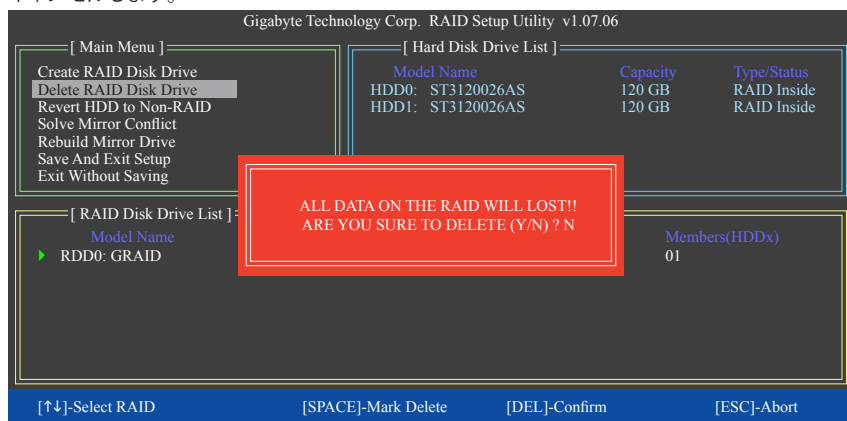 Gigabyte Technology Corp. RAID Setup Utility v1.07.06
[ Main Menu ]
Create RAID Disk Drive
Delete RAID Disk Drive
Revert HDD to Non-RAID
Solve Mirror Conflict
Rebuild Mirror Drive
Save And Exit Setup
Exit Without Saving
[ Hard Disk Drive List ]
Model Name Capacity Type/Status
HDD0: ST3120026AS 120 GB RAID Inside
HDD1: ST3120026AS 120 GB RAID Inside
ALL DATA ON THE RAID WILL LOST!!
ARE YOU SURE TO DELETE (Y/N) ? N
[ RAID Disk Drive List ]
Model Name Members(HDDx)
RDD0: GRAID 01
[↑↓]-Select RAID [SPACE]-Mark Delete [DEL]-Confirm [ESC]-Abort